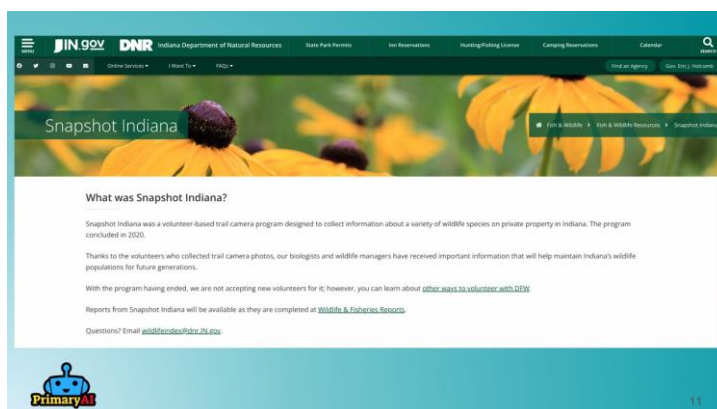 MENU
IN.gov
DNR Indiana Department of Natural Resources
State Park Permits
Inn Reservations
Hunting/Fishing License
Camping Reservations
Calendar
SEARCH
Online Services
I Want To
FAQs
Find an Agency
Gov. Eric J. Holcomb
Snapshot Indiana
Fish & Wildlife
Fish & Wildlife Resources
Snapshot Indiana
What was Snapshot Indiana?
Snapshot Indiana was a volunteer-based trail camera program designed to collect information about a variety of wildlife species on private property in Indiana. The program
concluded in 2020.
Thanks to the volunteers who collected trail camera photos, our biologists and wildlife managers have received important information that will help maintain Indiana's wildlife
populations for future generations.
With the program having ended, we are not accepting new volunteers for it; however, you can learn about other ways to volunteer with DFW.
Reports from Snapshot Indiana will be available as they are completed at Wildlife & Fisheries Reports.
Questions? Email wildlifeindex@dnr.IN.gov.
PrimaryAI
11